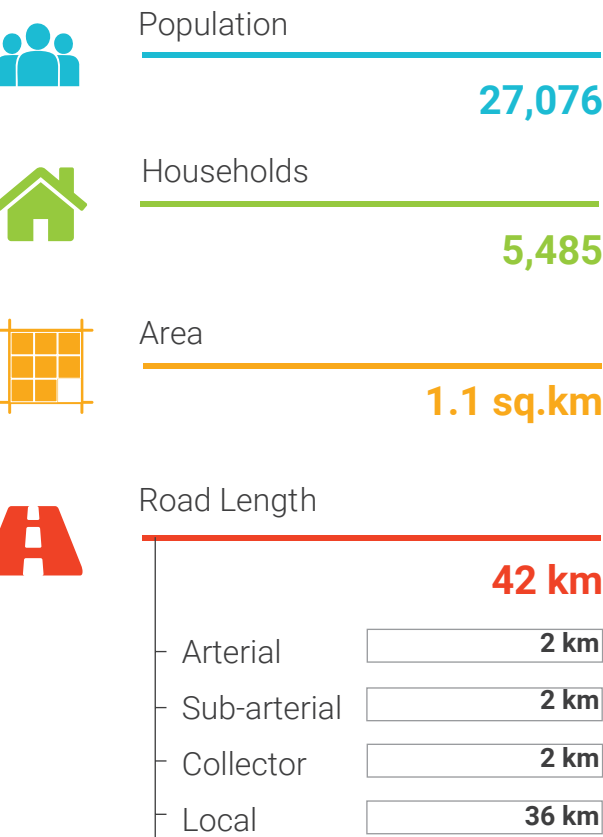 Population
27,076
Households
5,485
Area
1.1 sq.km
Road Length
42 km
Arterial 2 km
Sub-arterial 2 km
Collector 2 km
Local 36 km